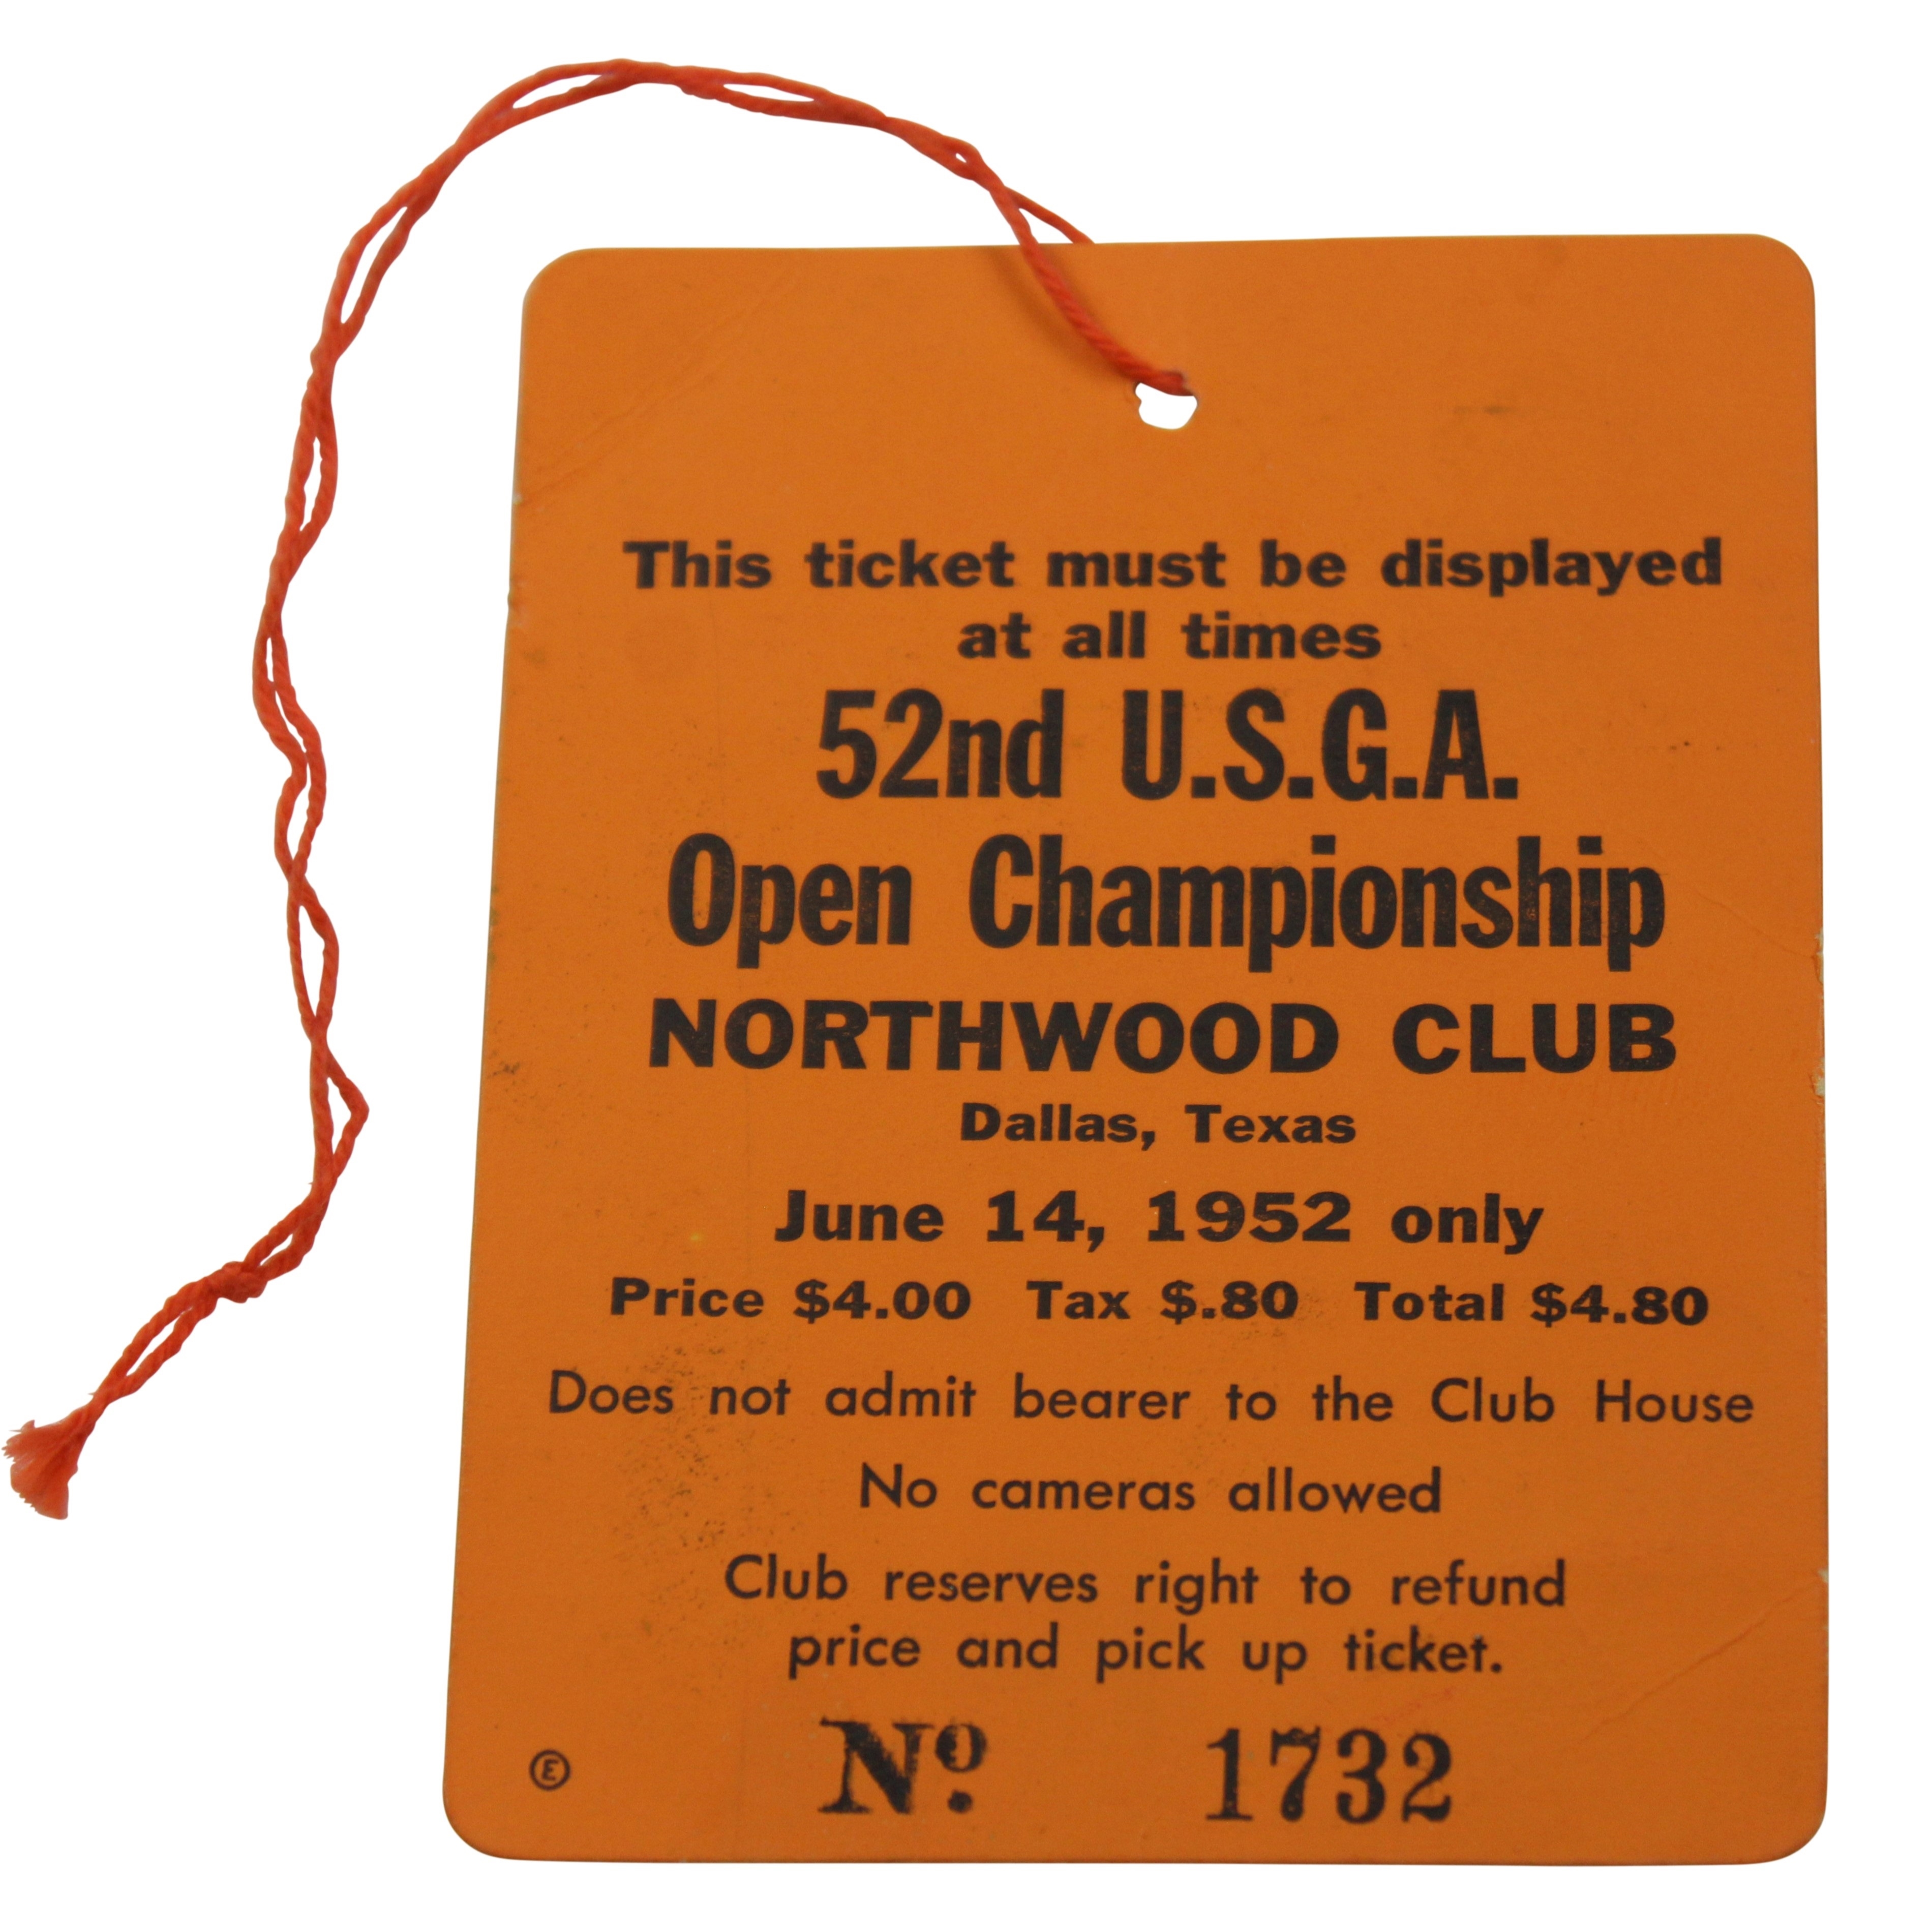 This ticket must be displayed
at all times
52nd U.S.G.A.
Open Championship
NORTHWOOD CLUB
Dallas, Texas
June 14, 1952 only
Price $4.00 Tax $.80 Total $4.80
Does not admit bearer to the Club House
No cameras allowed
Club reserves right to refund
price and pick up ticket.
Ⓔ Nº. 1732